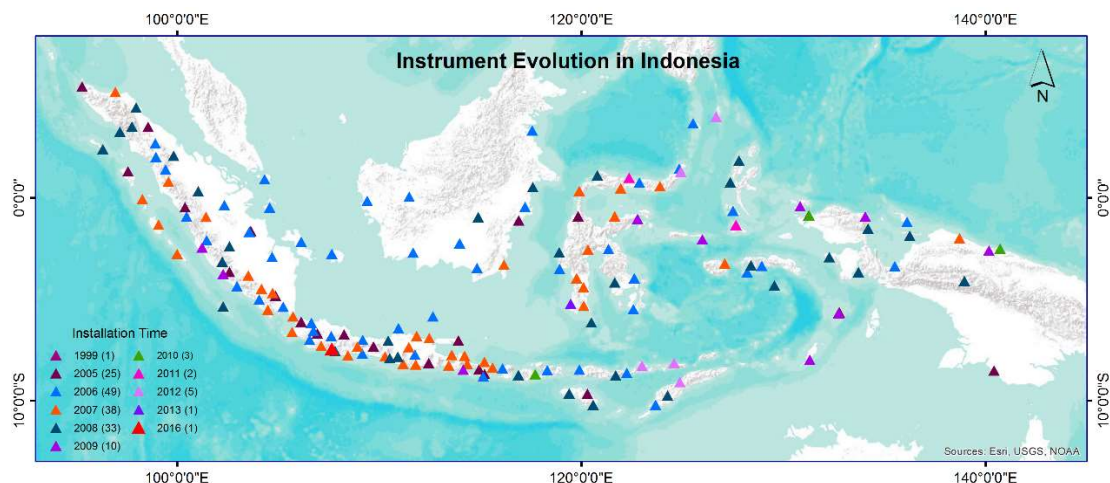 100°0'0"E 120°0'0"E 140°0'0"E
Instrument Evolution in Indonesia
N
0°0'0" 0°0'0"
Installation Time
1999 (1) 2010 (3)
2005 (25) 2011 (2)
2006 (49) 2012 (5)
2007 (38) 2013 (1)
2008 (33) 2016 (1)
2009 (10)
10°0'0"S 10°0'0"S
Sources: Esri, USGS, NOAA
100°0'0"E 120°0'0"E 140°0'0"E